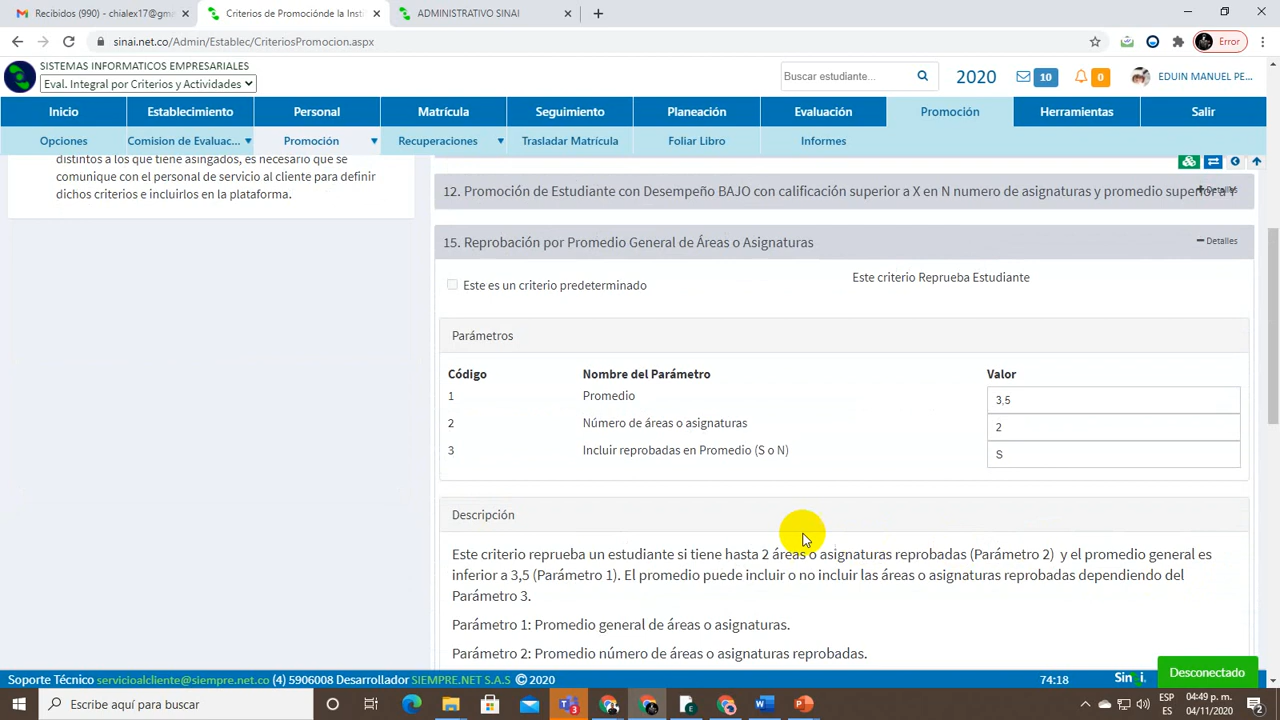 Recibidos (990) - chialex17@gm
Criterios de Promociónde la Inst
ADMINISTRATIVO SINAI
sinai.net.co/Admin/Establec/CriteriosPromocion.aspx
Error
SISTEMAS INFORMATICOS EMPRESARIALES
Eval. Integral por Criterios y Actividades
Buscar estudiante...
2020
10
0
EDUIN MANUEL PE...
Inicio
Establecimiento
Personal
Matrícula
Seguimiento
Planeación
Evaluación
Promoción
Herramientas
Salir
Opciones
Comision de Evaluac...
Promoción
Recuperaciones
Trasladar Matrícula
Foliar Libro
Informes
distintos a los que tiene asingados, es necesario que se
comunique con el personal de servicio al cliente para definir
dichos criterios e incluirlos en la plataforma.
12. Promoción de Estudiante con Desempeño BAJO con calificación superior a X en N numero de asignaturas y promedio superior a Y
Detalles
15. Reprobación por Promedio General de Áreas o Asignaturas
Detalles
Este es un criterio predeterminado
Este criterio Reprueba Estudiante
Parámetros
Código Nombre del Parámetro Valor
1 Promedio 3,5
2 Número de áreas o asignaturas 2
3 Incluir reprobadas en Promedio (S o N) S
Descripción
Este criterio reprueba un estudiante si tiene hasta 2 áreas o asignaturas reprobadas (Parámetro 2) y el promedio general es
inferior a 3,5 (Parámetro 1). El promedio puede incluir o no incluir las áreas o asignaturas reprobadas dependiendo del
Parámetro 3.
Parámetro 1: Promedio general de áreas o asignaturas.
Parámetro 2: Promedio número de áreas o asignaturas reprobadas.
Desconectado
Soporte Técnico servicioalcliente@siempre.net.co (4) 5906008 Desarrollador SIEMPRE.NET S.A.S © 2020
74:18
Sinai.
Escribe aquí para buscar
3
ESP
ES
04:49 p. m.
04/11/2020
2